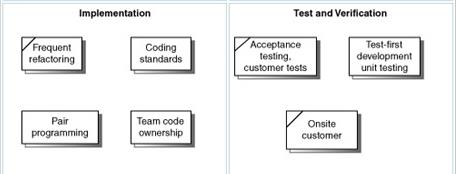 Implementation
Frequent
refactoring
Coding
standards
Pair
programming
Team code
ownership
Test and Verification
Acceptance
testing,
customer tests
Test-first
development
unit testing
Onsite
customer